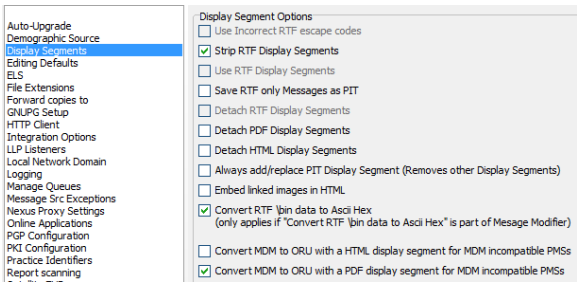 Auto-Upgrade
Demographic Source
Display Segments
Editing Defaults
ELS
File Extensions
Forward copies to
GNUPG Setup
HTTP Client
Integration Options
LLP Listeners
Local Network Domain
Logging
Manage Queues
Message Src Exceptions
Nexus Proxy Settings
Online Applications
PGP Configuration
PKI Configuration
Practice Identifiers
Report scanning
Display Segment Options
Use Incorrect RTF escape codes
Strip RTF Display Segments
Use RTF Display Segments
Save RTF only Messages as PIT
Detach RTF Display Segments
Detach PDF Display Segments
Detach HTML Display Segments
Always add/replace PIT Display Segment (Removes other Display Segments)
Embed linked images in HTML
Convert RTF \bin data to Ascii Hex
(only applies if "Convert RTF \bin data to Ascii Hex" is part of Mesage Modifier)
Convert MDM to ORU with a HTML display segment for MDM incompatible PMSs
Convert MDM to ORU with a PDF display segment for MDM incompatible PMSs